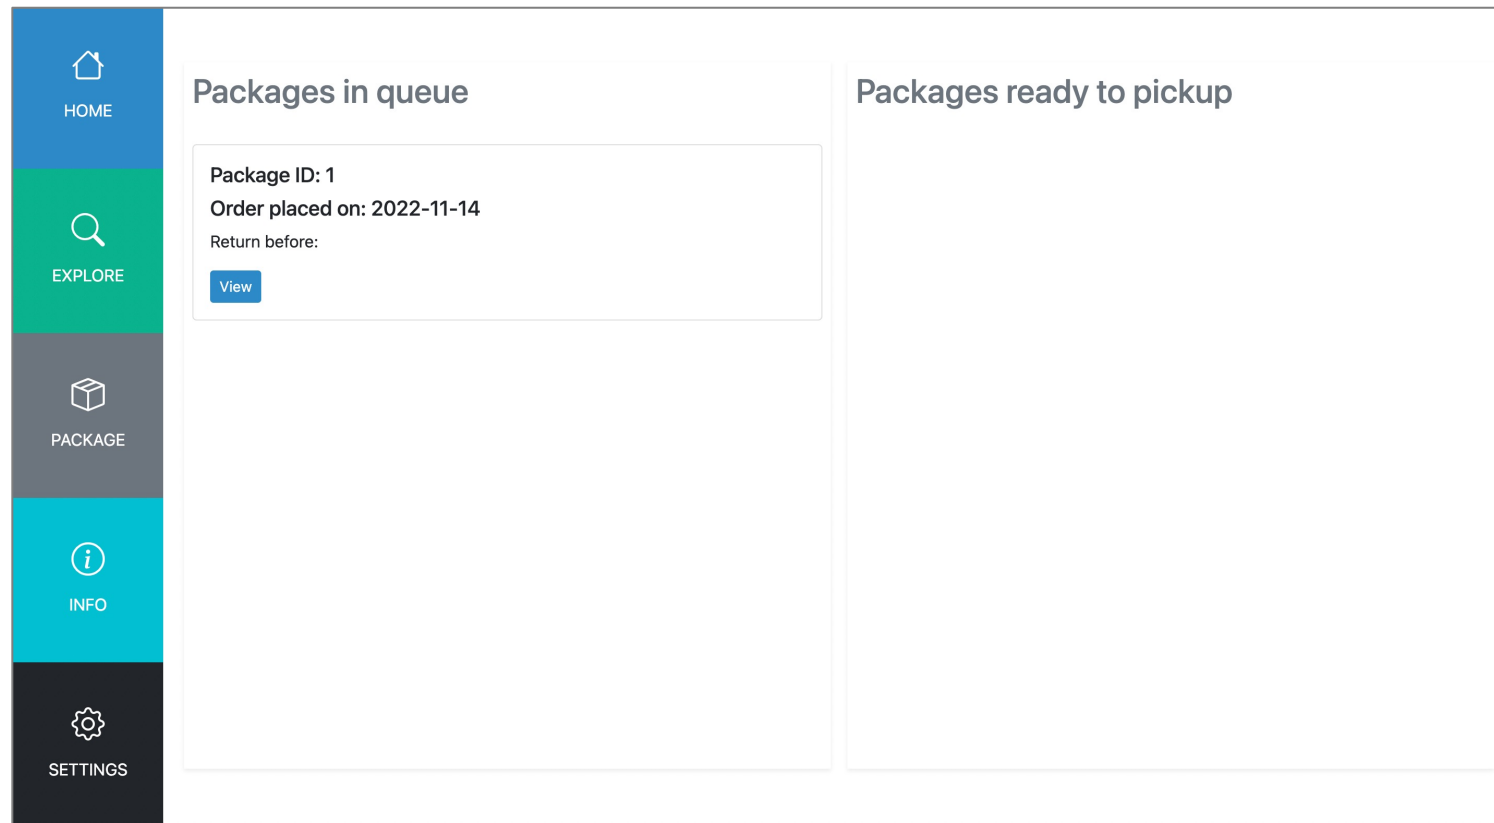 HOME
EXPLORE
PACKAGE
INFO
SETTINGS
Packages in queue
Package ID: 1
Order placed on: 2022-11-14
Return before:
View
Packages ready to pickup